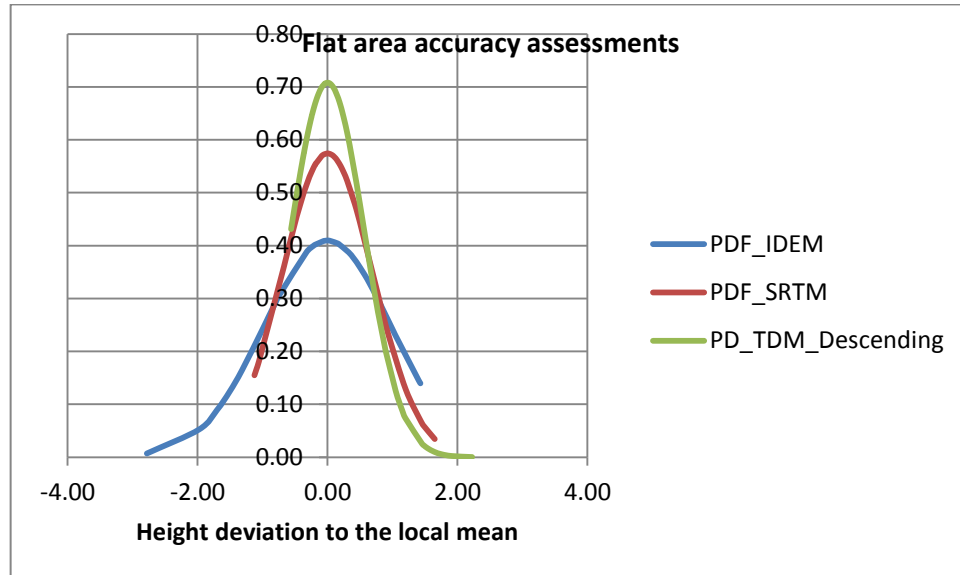 Flat area accuracy assessments
0.80
0.70
0.60
0.50
0.40
0.30
0.20
0.10
0.00
-4.00 -2.00 0.00 2.00 4.00
Height deviation to the local mean
PDF_IDEM
PDF_SRTM
PD_TDM_Descending